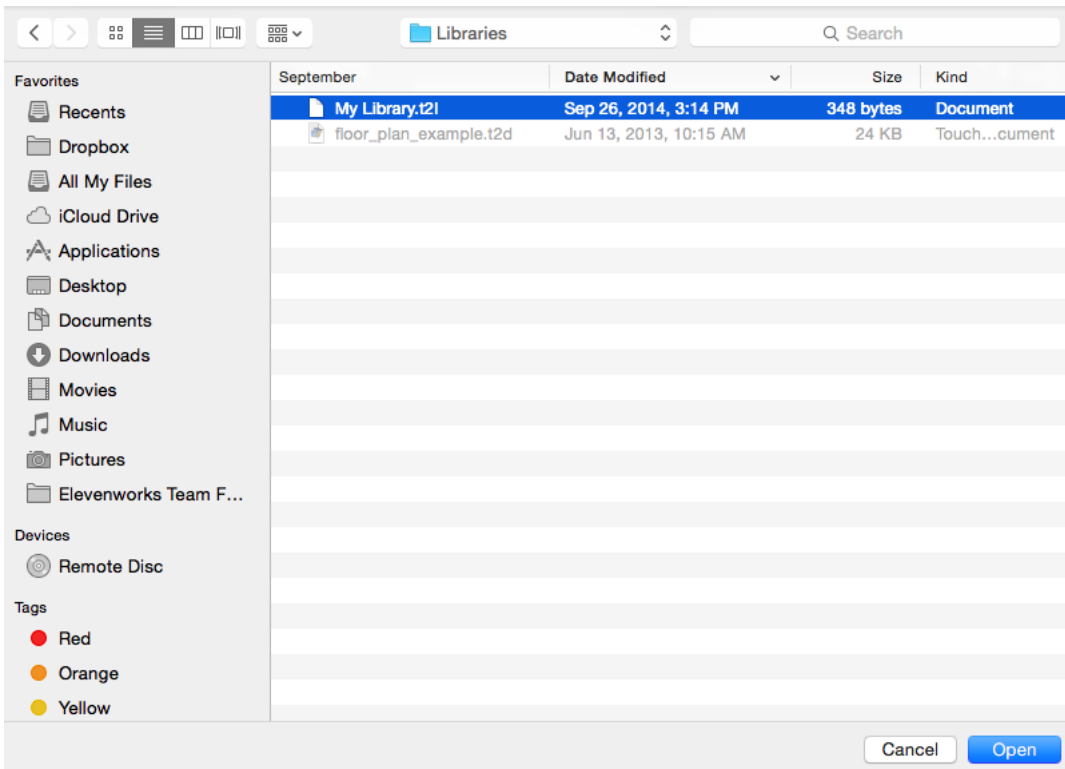 Libraries
Search
Favorites
Recents
Dropbox
All My Files
iCloud Drive
Applications
Desktop
Documents
Downloads
Movies
Music
Pictures
Elevenworks Team F...
Devices
Remote Disc
Tags
Red
Orange
Yellow
September Date Modified Size Kind
My Library.t2l Sep 26, 2014, 3:14 PM 348 bytes Document
floor_plan_example.t2d Jun 13, 2013, 10:15 AM 24 KB Touch...cument
Cancel Open